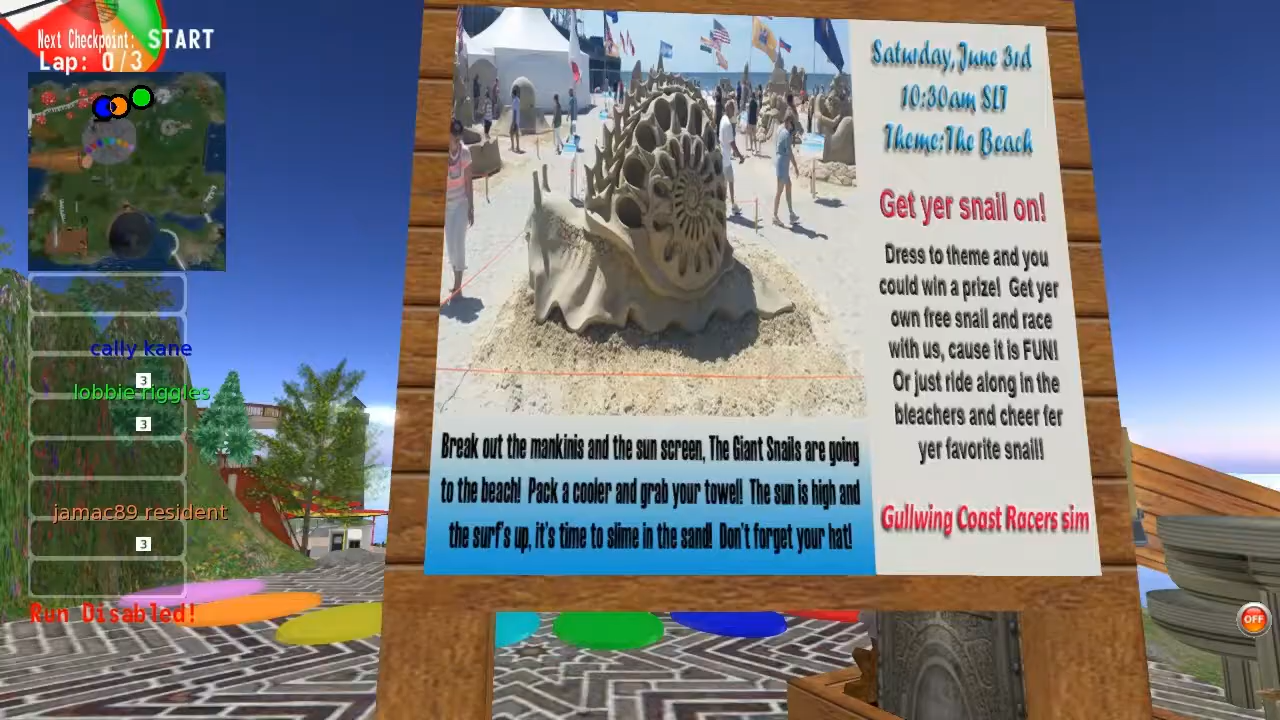 Next Checkpoint: START
Lap: 0/3
cally kane
3
lobbie riggles
3
jamac89 resident
3
Run Disabled!
Break out the mankinis and the sun screen, The Giant Snails are going
to the beach! Pack a cooler and grab your towel! The sun is high and
the surf's up, it's time to slime in the sand! Don't forget your hat!
Saturday, June 3rd
10:30am SLT
Theme:The Beach
Get yer snail on!
Dress to theme and you
could win a prize! Get yer
own free snail and race
with us, cause it is FUN!
Or just ride along in the
bleachers and cheer fer
yer favorite snail!
Gullwing Coast Racers sim
OFF